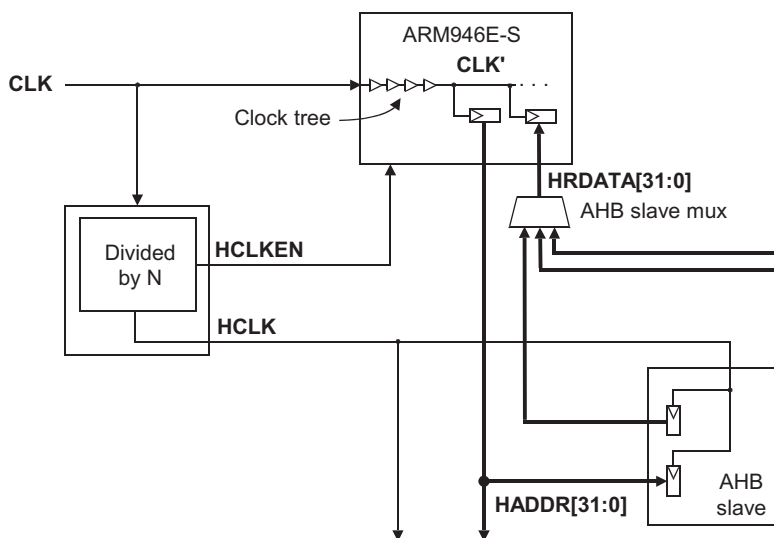 ARM946E-S
CLK'
CLK
Clock tree
HRDATA[31:0]
AHB slave mux
Divided
by N
HCLKEN
HCLK
AHB
slave
HADDR[31:0]